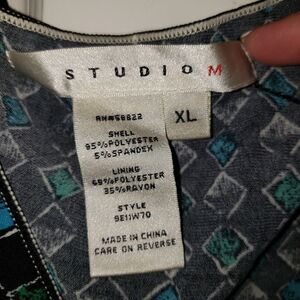 STUDIO M
XL
RN#58822
SHELL
95%POLYESTER
5%SPANDEX
LINING
65%POLYESTER
35%RAYON
STYLE
9E11W70
MADE IN CHINA
CARE ON REVERSE